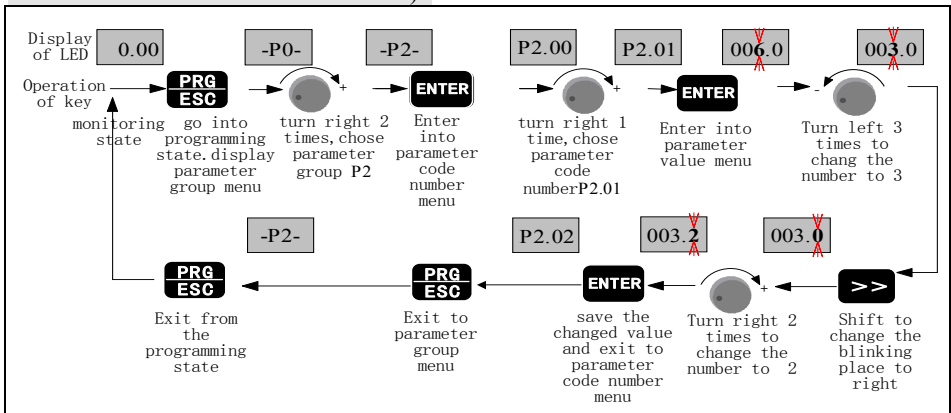 Display
of LED
0.00
-P0-
-P2-
P2.00
P2.01
006.0
003.0
Operation
of key
PRG
ESC
+
ENTER
+
ENTER
-
monitoring
state
go into
programming
state. display
parameter
group menu
turn right 2
times, chose
parameter
group P2
Enter
into
parameter
code
number
menu
turn right 1
time, chose
parameter
code
numberP2.01
Enter into
parameter
value menu
Turn left 3
times to
chang the
number to 3
-P2-
P2.02
003.2
003.0
PRG
ESC
PRG
ESC
ENTER
+
>>
Exit from
the
programming
state
Exit to
parameter
group
menu
save the
changed value
and exit to
parameter
code number
menu
Turn right 2
times to
change the
number to 2
Shift to
change the
blinking
place to
right